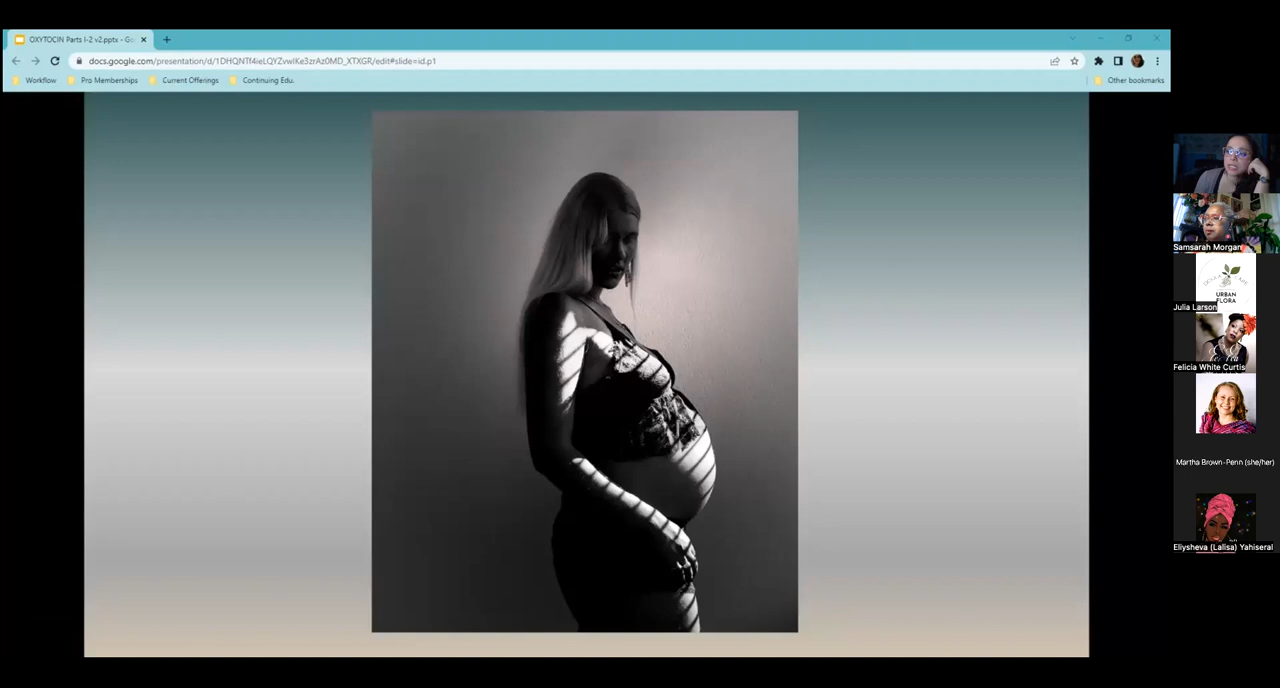 OXYTOCIN Parts I-2 v2.pptx - Go
docs.google.com/presentation/d/1DHQNTf4ieLQYZvwIKe3zrAz0MD_XTXGR/edit#slide=id.p1
Workflow
Pro Memberships
Current Offerings
Continuing Edu.
Other bookmarks
Samsarah Morgan
URBAN
FLORA
Julia Larson
Felicia White Curtis
Martha Brown-Penn (she/her)
Eliysheva (Lalisa) Yahiseral